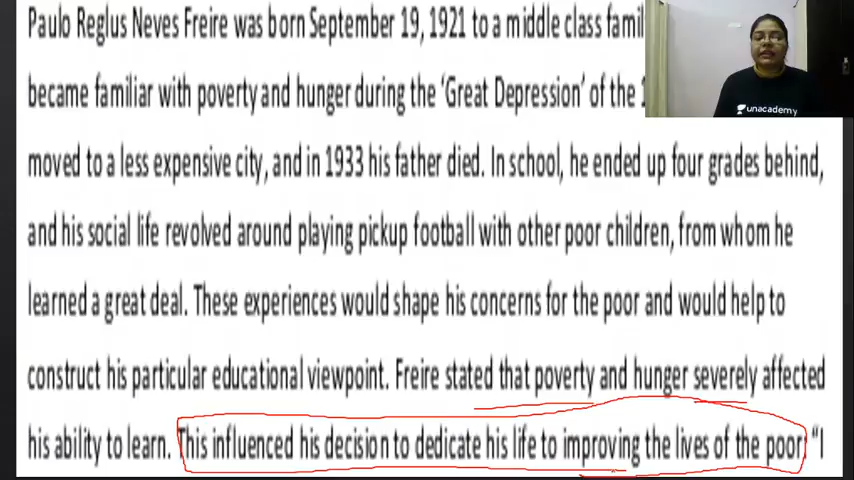 Paulo Reglus Neves Freire was born September 19, 1921 to a middle class famil
became familiar with poverty and hunger during the ‘Great Depression’ of the 1
unacademy
moved to a less expensive city, and in 1933 his father died. In school, he ended up four grades behind,
and his social life revolved around playing pickup football with other poor children, from whom he
learned a great deal. These experiences would shape his concerns for the poor and would help to
construct his particular educational viewpoint. Freire stated that poverty and hunger severely affected
his ability to learn. This influenced his decision to dedicate his life to improving the lives of the poor: “I